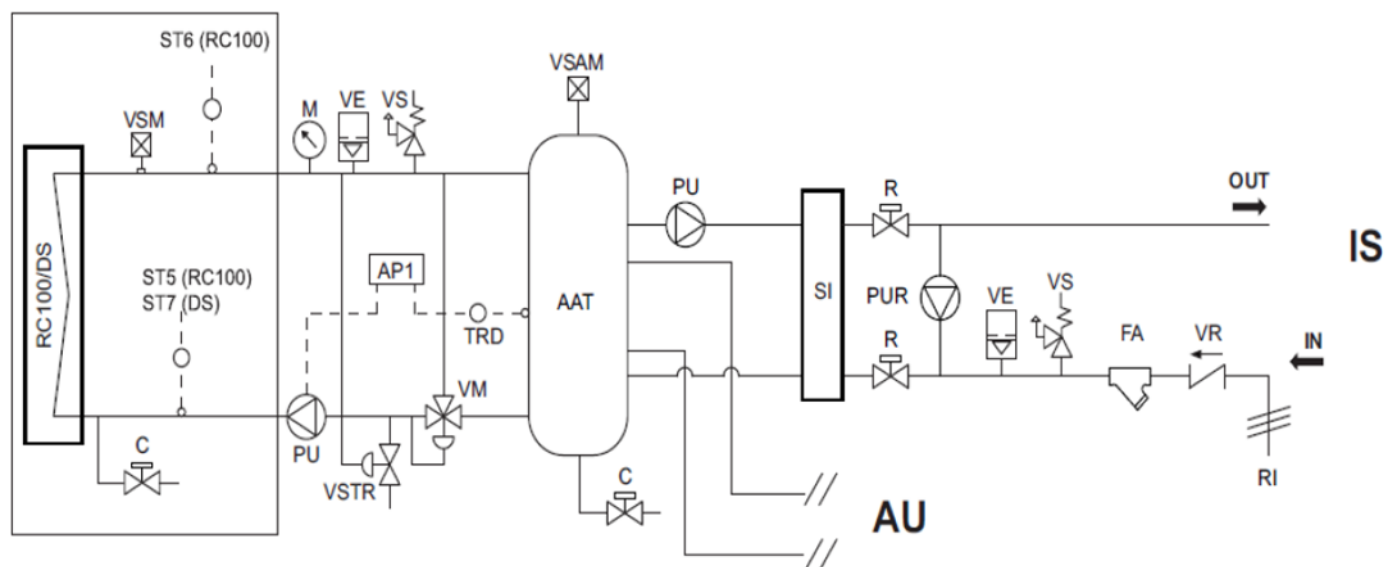 ST6 (RC100)
VSM
M
VE
VS
VSAM
RC100/DS
ST5 (RC100)
ST7 (DS)
AP1
TRD
AAT
PU
SI
R
OUT
IS
PUR
VE
VS
FA
VR
IN
R
C
PU
VSTR
VM
C
AU
RI